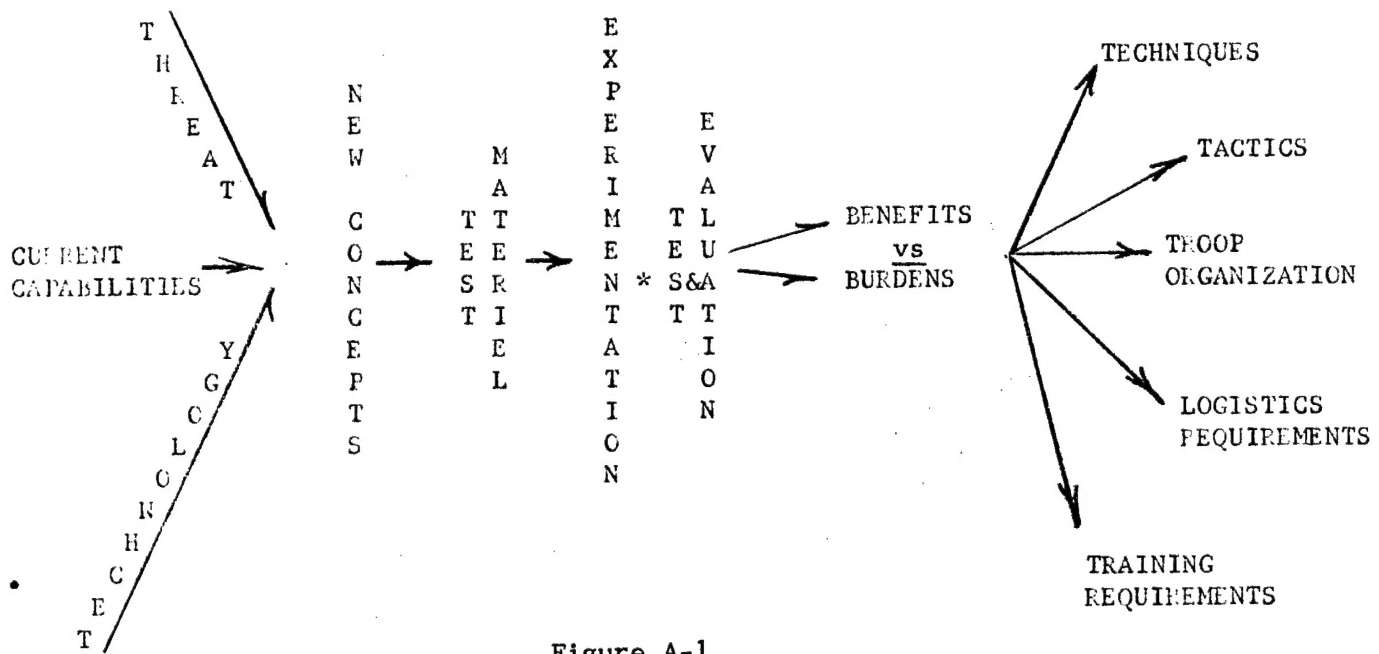 THREAT
CURRENT
CAPABILITIES
TECHNOLOGY
NEW CONCEPTS
TEST
MATERIEL
EXPERIMENTATION
*
TEST
&
EVALUATION
BENEFITS
vs
BURDENS
TECHNIQUES
TACTICS
TROOP
ORGANIZATION
LOGISTICS
REQUIREMENTS
TRAINING
REQUIREMENTS
Figure A-1